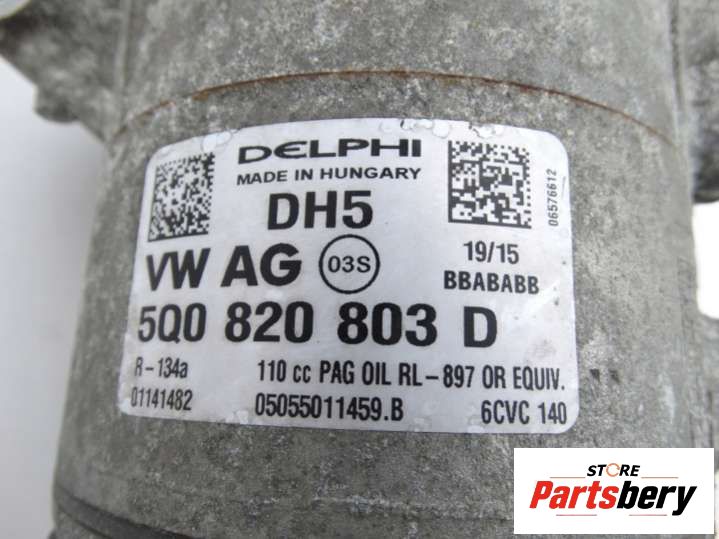 DELPHI
MADE IN HUNGARY
06576612
DH5
VW AG 03S 19/15
BBABABB
5Q0 820 803 D
R-134a 110 cc PAG OIL RL-897 OR EQUIV.
01141482 05055011459.B 6CVC 140
STORE
Partsbery